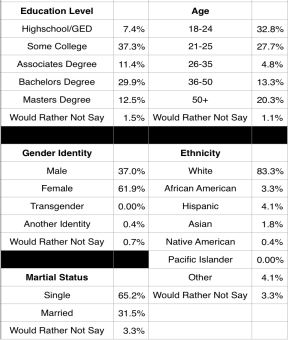 Education Level Age
Highschool/GED 7.4% 18-24 32.8%
Some College 37.3% 21-25 27.7%
Associates Degree 11.4% 26-35 4.8%
Bachelors Degree 29.9% 36-50 13.3%
Masters Degree 12.5% 50+ 20.3%
Would Rather Not Say 1.5% Would Rather Not Say 1.1%
Gender Identity Ethnicity
Male 37.0% White 83.3%
Female 61.9% African American 3.3%
Transgender 0.00% Hispanic 4.1%
Another Identity 0.4% Asian 1.8%
Would Rather Not Say 0.7% Native American 0.4%
Pacific Islander 0.00%
Martial Status Other 4.1%
Single 65.2% Would Rather Not Say 3.3%
Married 31.5%
Would Rather Not Say 3.3%